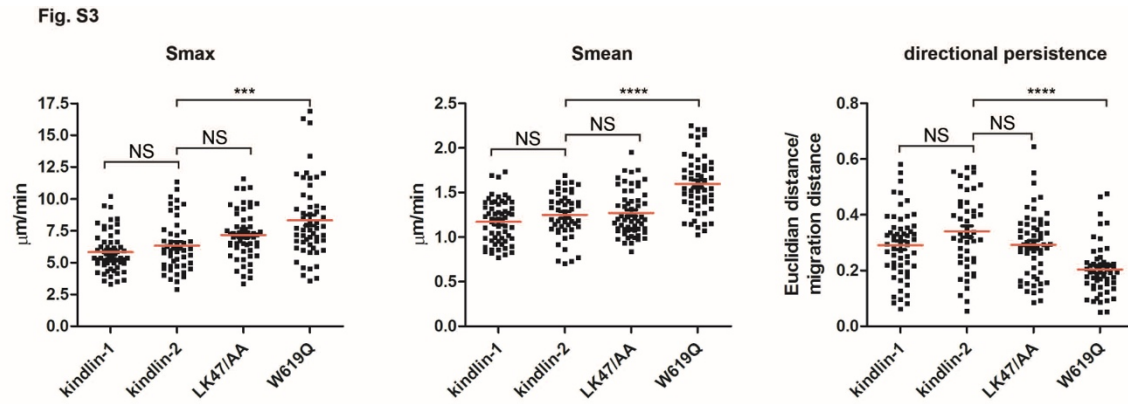 Fig. S3
Smax
17.5
15.0
12.5
10.0
7.5
5.0
2.5
0.0
μm/min
***
NS
NS
kindlin-1
kindlin-2
LK47/AA
W619Q
Smean
2.5
2.0
1.5
1.0
0.5
0.0
μm/min
****
NS
NS
kindlin-1
kindlin-2
LK47/AA
W619Q
directional persistence
0.8
0.6
0.4
0.2
0.0
Euclidian distance/
migration distance
****
NS
NS
kindlin-1
kindlin-2
LK47/AA
W619Q